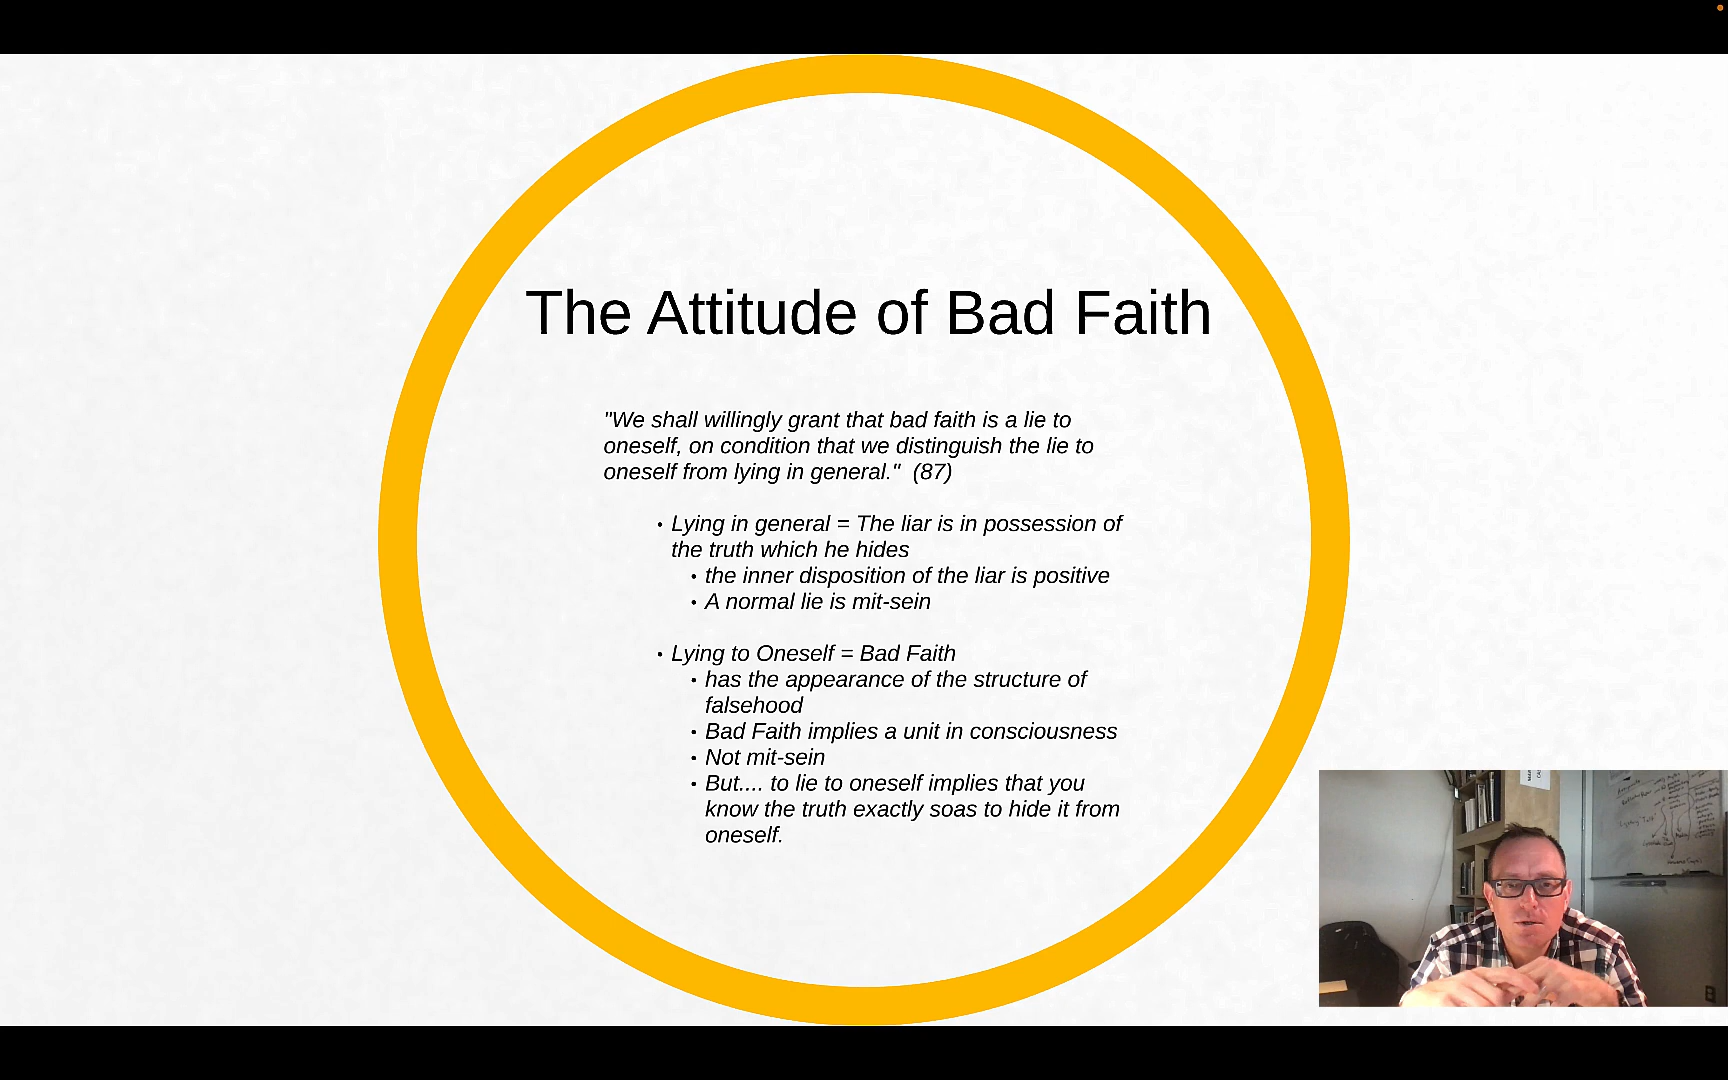 The Attitude of Bad Faith
"We shall willingly grant that bad faith is a lie to
oneself, on condition that we distinguish the lie to
oneself from lying in general." (87)
• Lying in general = The liar is in possession of
the truth which he hides
• the inner disposition of the liar is positive
• A normal lie is mit-sein
• Lying to Oneself = Bad Faith
• has the appearance of the structure of
falsehood
• Bad Faith implies a unit in consciousness
• Not mit-sein
• But.... to lie to oneself implies that you
know the truth exactly soas to hide it from
oneself.